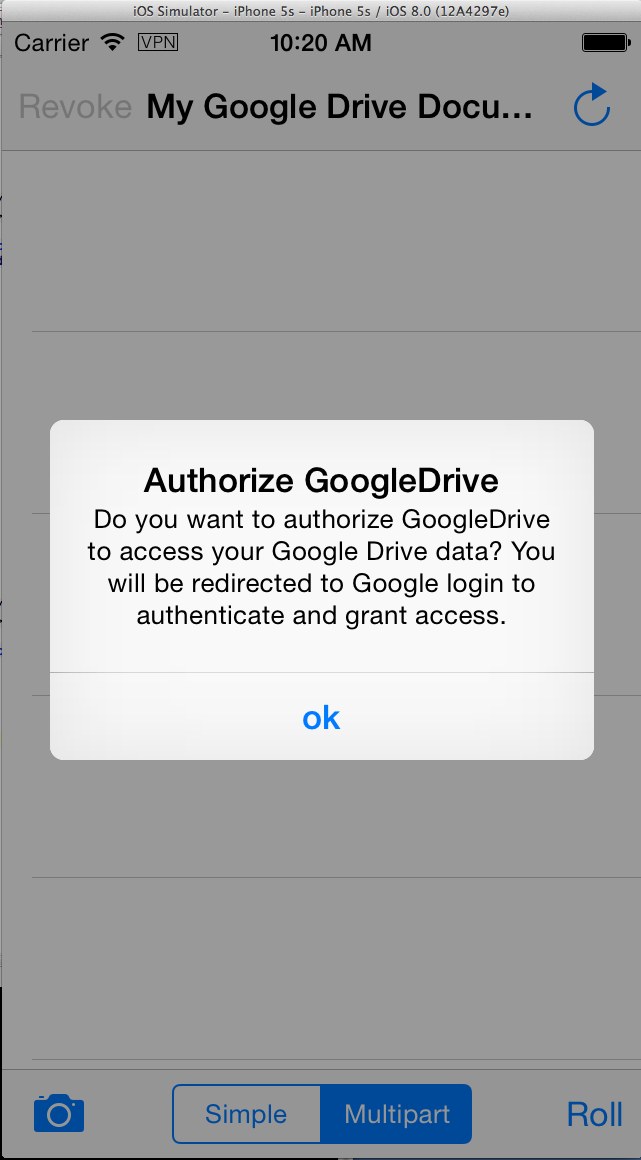 iOS Simulator – iPhone 5s – iPhone 5s / iOS 8.0 (12A4297e)
Carrier VPN 10:20 AM
Revoke My Google Drive Docu...
Authorize GoogleDrive
Do you want to authorize GoogleDrive
to access your Google Drive data? You
will be redirected to Google login to
authenticate and grant access.
ok
Simple Multipart Roll